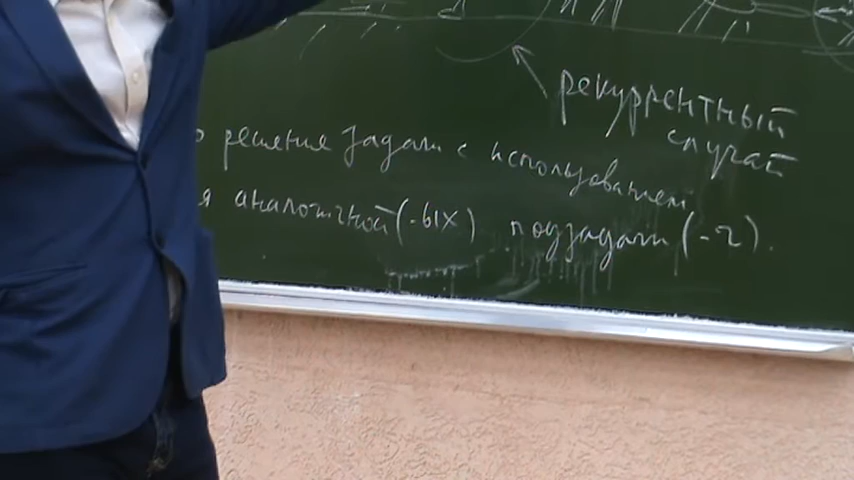 рекуррентный
случай
о решение задачи с использованием
я аналогичной (-ых) подзадачи (-ч).